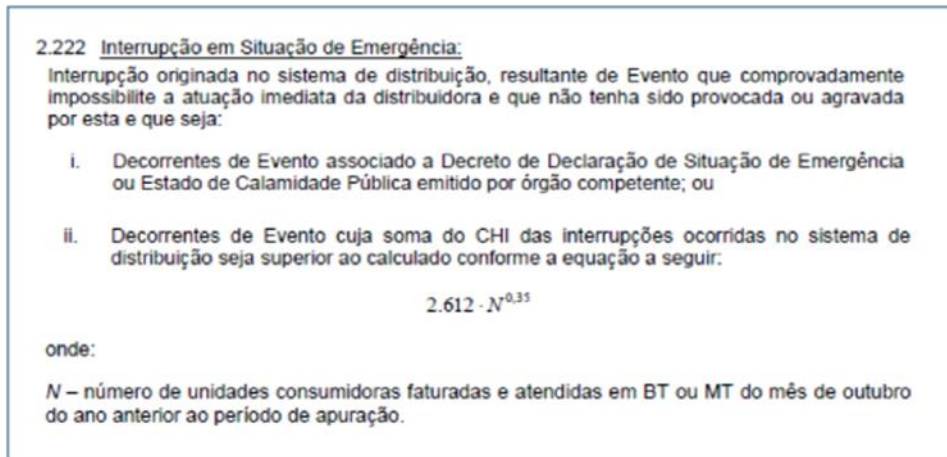 2.222 Interrupção em Situação de Emergência:
Interrupção originada no sistema de distribuição, resultante de Evento que comprovadamente
impossibilite a atuação imediata da distribuidora e que não tenha sido provocada ou agravada
por esta e que seja:
i. Decorrentes de Evento associado a Decreto de Declaração de Situação de Emergência
ou Estado de Calamidade Pública emitido por órgão competente; ou
ii. Decorrentes de Evento cuja soma do CHI das interrupções ocorridas no sistema de
distribuição seja superior ao calculado conforme a equação a seguir:
2.612 · N^0,35
onde:
N – número de unidades consumidoras faturadas e atendidas em BT ou MT do mês de outubro
do ano anterior ao período de apuração.